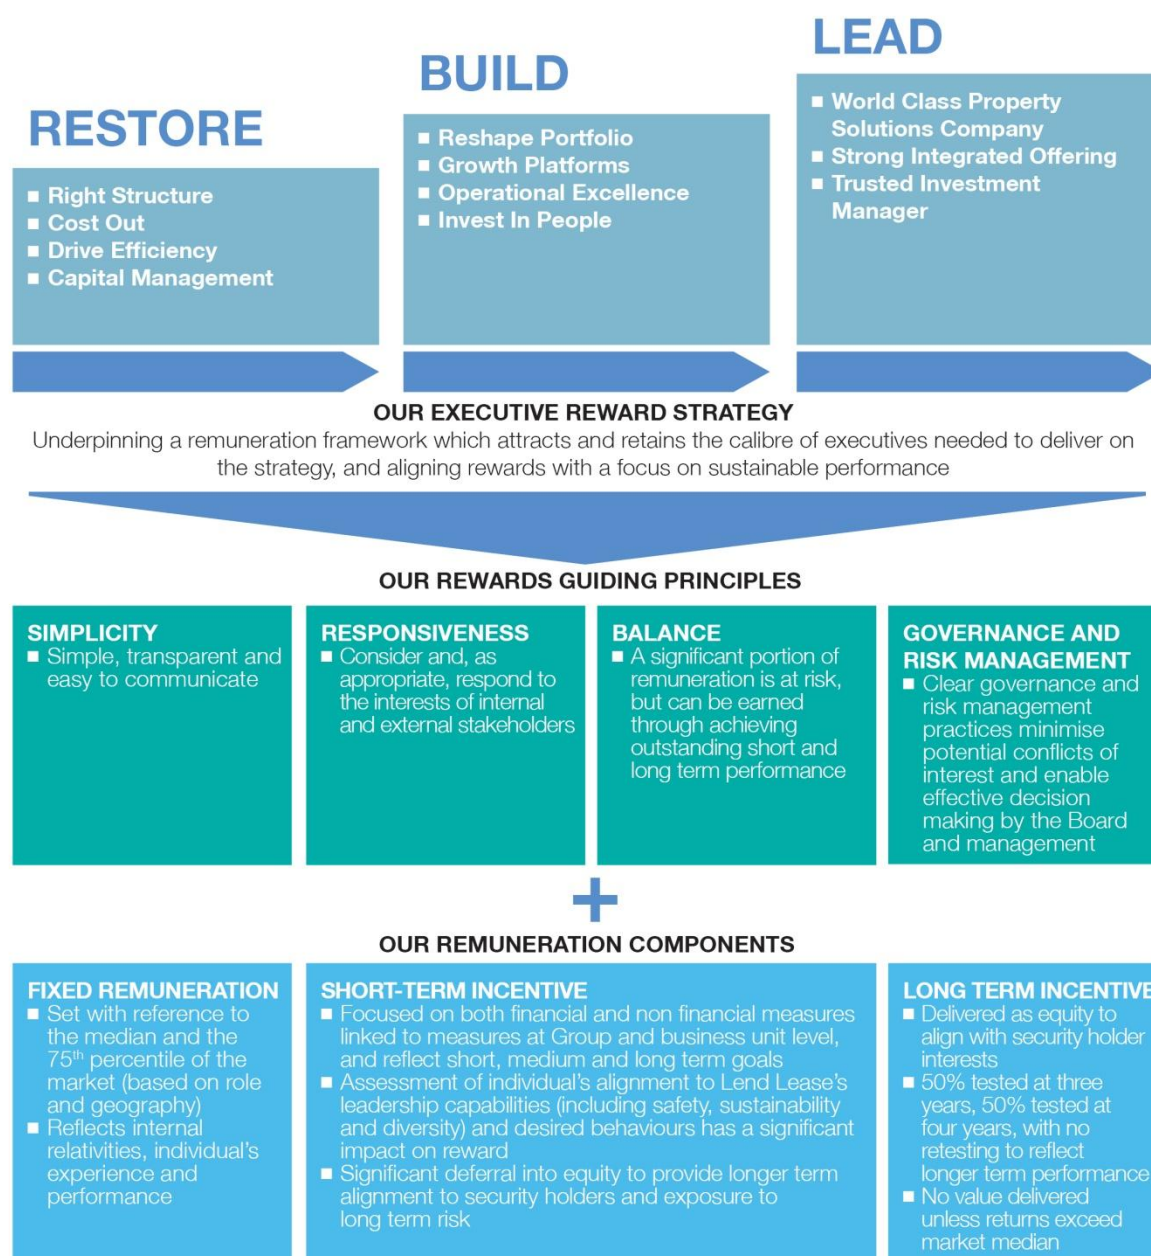 RESTORE
■ Right Structure
■ Cost Out
■ Drive Efficiency
■ Capital Management
BUILD
■ Reshape Portfolio
■ Growth Platforms
■ Operational Excellence
■ Invest In People
LEAD
■ World Class Property
Solutions Company
■ Strong Integrated Offering
■ Trusted Investment
Manager
OUR EXECUTIVE REWARD STRATEGY
Underpinning a remuneration framework which attracts and retains the calibre of executives needed to deliver on
the strategy, and aligning rewards with a focus on sustainable performance
OUR REWARDS GUIDING PRINCIPLES
SIMPLICITY
■ Simple, transparent and
easy to communicate
RESPONSIVENESS
■ Consider and, as
appropriate, respond to
the interests of internal
and external stakeholders
BALANCE
■ A significant portion of
remuneration is at risk,
but can be earned
through achieving
outstanding short and
long term performance
GOVERNANCE AND
RISK MANAGEMENT
■ Clear governance and
risk management
practices minimise
potential conflicts of
interest and enable
effective decision
making by the Board
and management
+
OUR REMUNERATION COMPONENTS
FIXED REMUNERATION
■ Set with reference to
the median and the
75th percentile of the
market (based on role
and geography)
■ Reflects internal
relativities, individual's
experience and
performance
SHORT-TERM INCENTIVE
■ Focused on both financial and non financial measures
linked to measures at Group and business unit level,
and reflect short, medium and long term goals
■ Assessment of individual's alignment to Lend Lease's
leadership capabilities (including safety, sustainability
and diversity) and desired behaviours has a significant
impact on reward
■ Significant deferral into equity to provide longer term
alignment to security holders and exposure to
long term risk
LONG TERM INCENTIVE
■ Delivered as equity to
align with security holder
interests
■ 50% tested at three
years, 50% tested at
four years, with no
retesting to reflect
longer term performance
■ No value delivered
unless returns exceed
market median